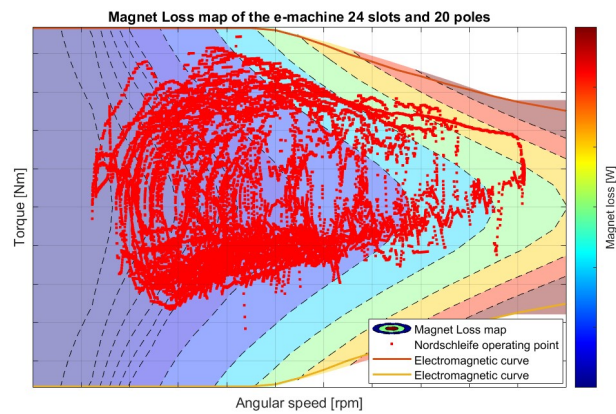 Magnet Loss map of the e-machine 24 slots and 20 poles
Torque [Nm]
Magnet loss [W]
Magnet Loss map
Nordschleife operating point
Electromagnetic curve
Electromagnetic curve
Angular speed [rpm]